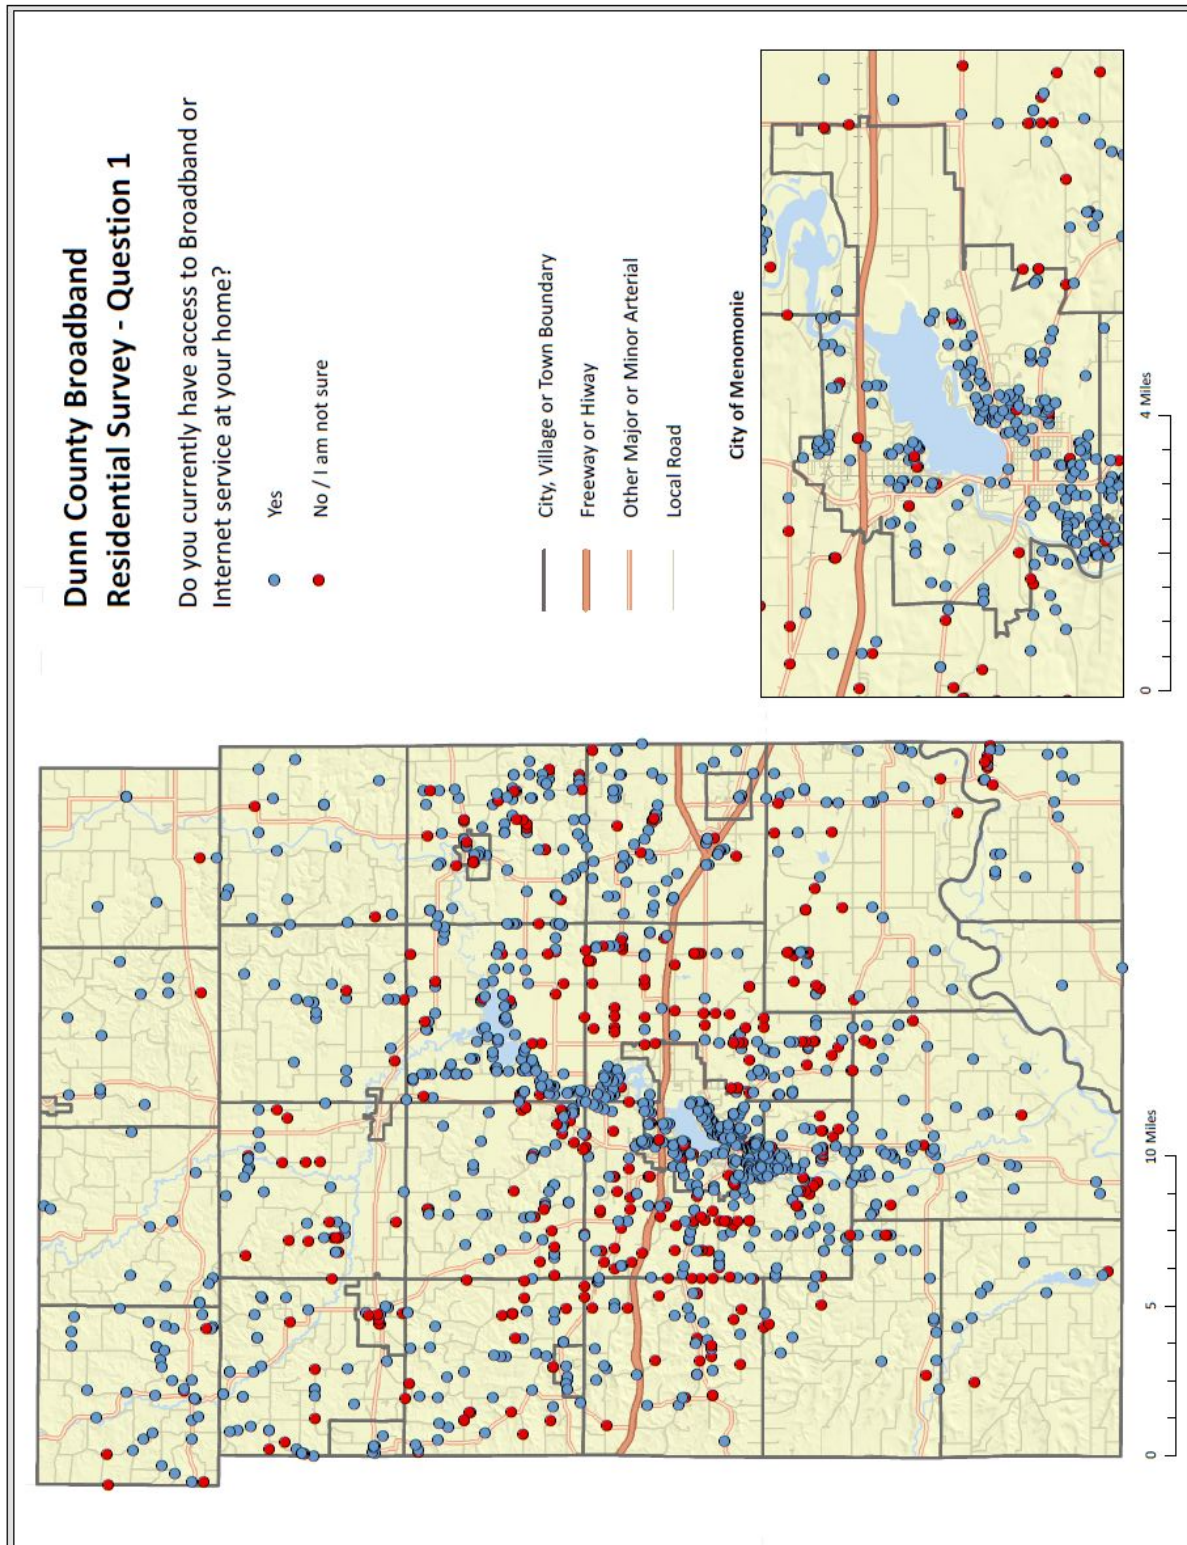 Dunn County Broadband
Residential Survey - Question 1
Do you currently have access to Broadband or
Internet service at your home?
Yes
No / I am not sure
City, Village or Town Boundary
Freeway or Hiway
Other Major or Minor Arterial
Local Road
City of Menomonie
0 4 Miles
0 5 10 Miles